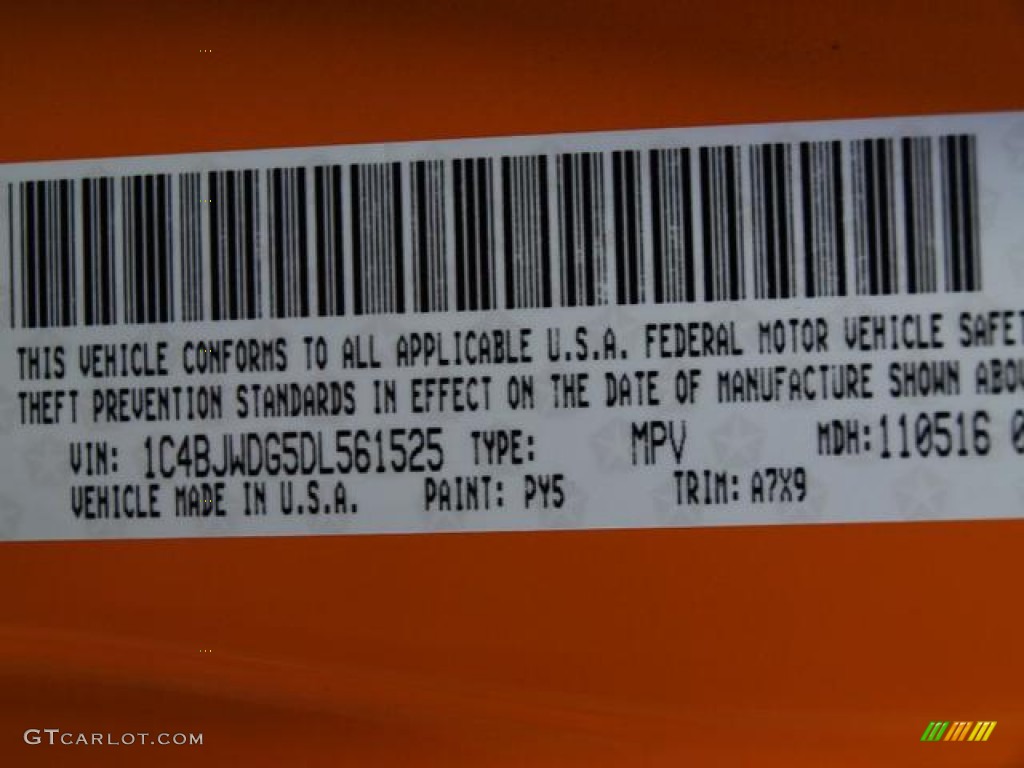 THIS VEHICLE CONFORMS TO ALL APPLICABLE U.S.A. FEDERAL MOTOR VEHICLE SAFET
THEFT PREVENTION STANDARDS IN EFFECT ON THE DATE OF MANUFACTURE SHOWN ABOV
VIN: 1C4BJWDG5DL561525 TYPE: MPV MDH:110516 0
VEHICLE MADE IN U.S.A. PAINT: PY5 TRIM: A7X9
GTCARLOT.COM